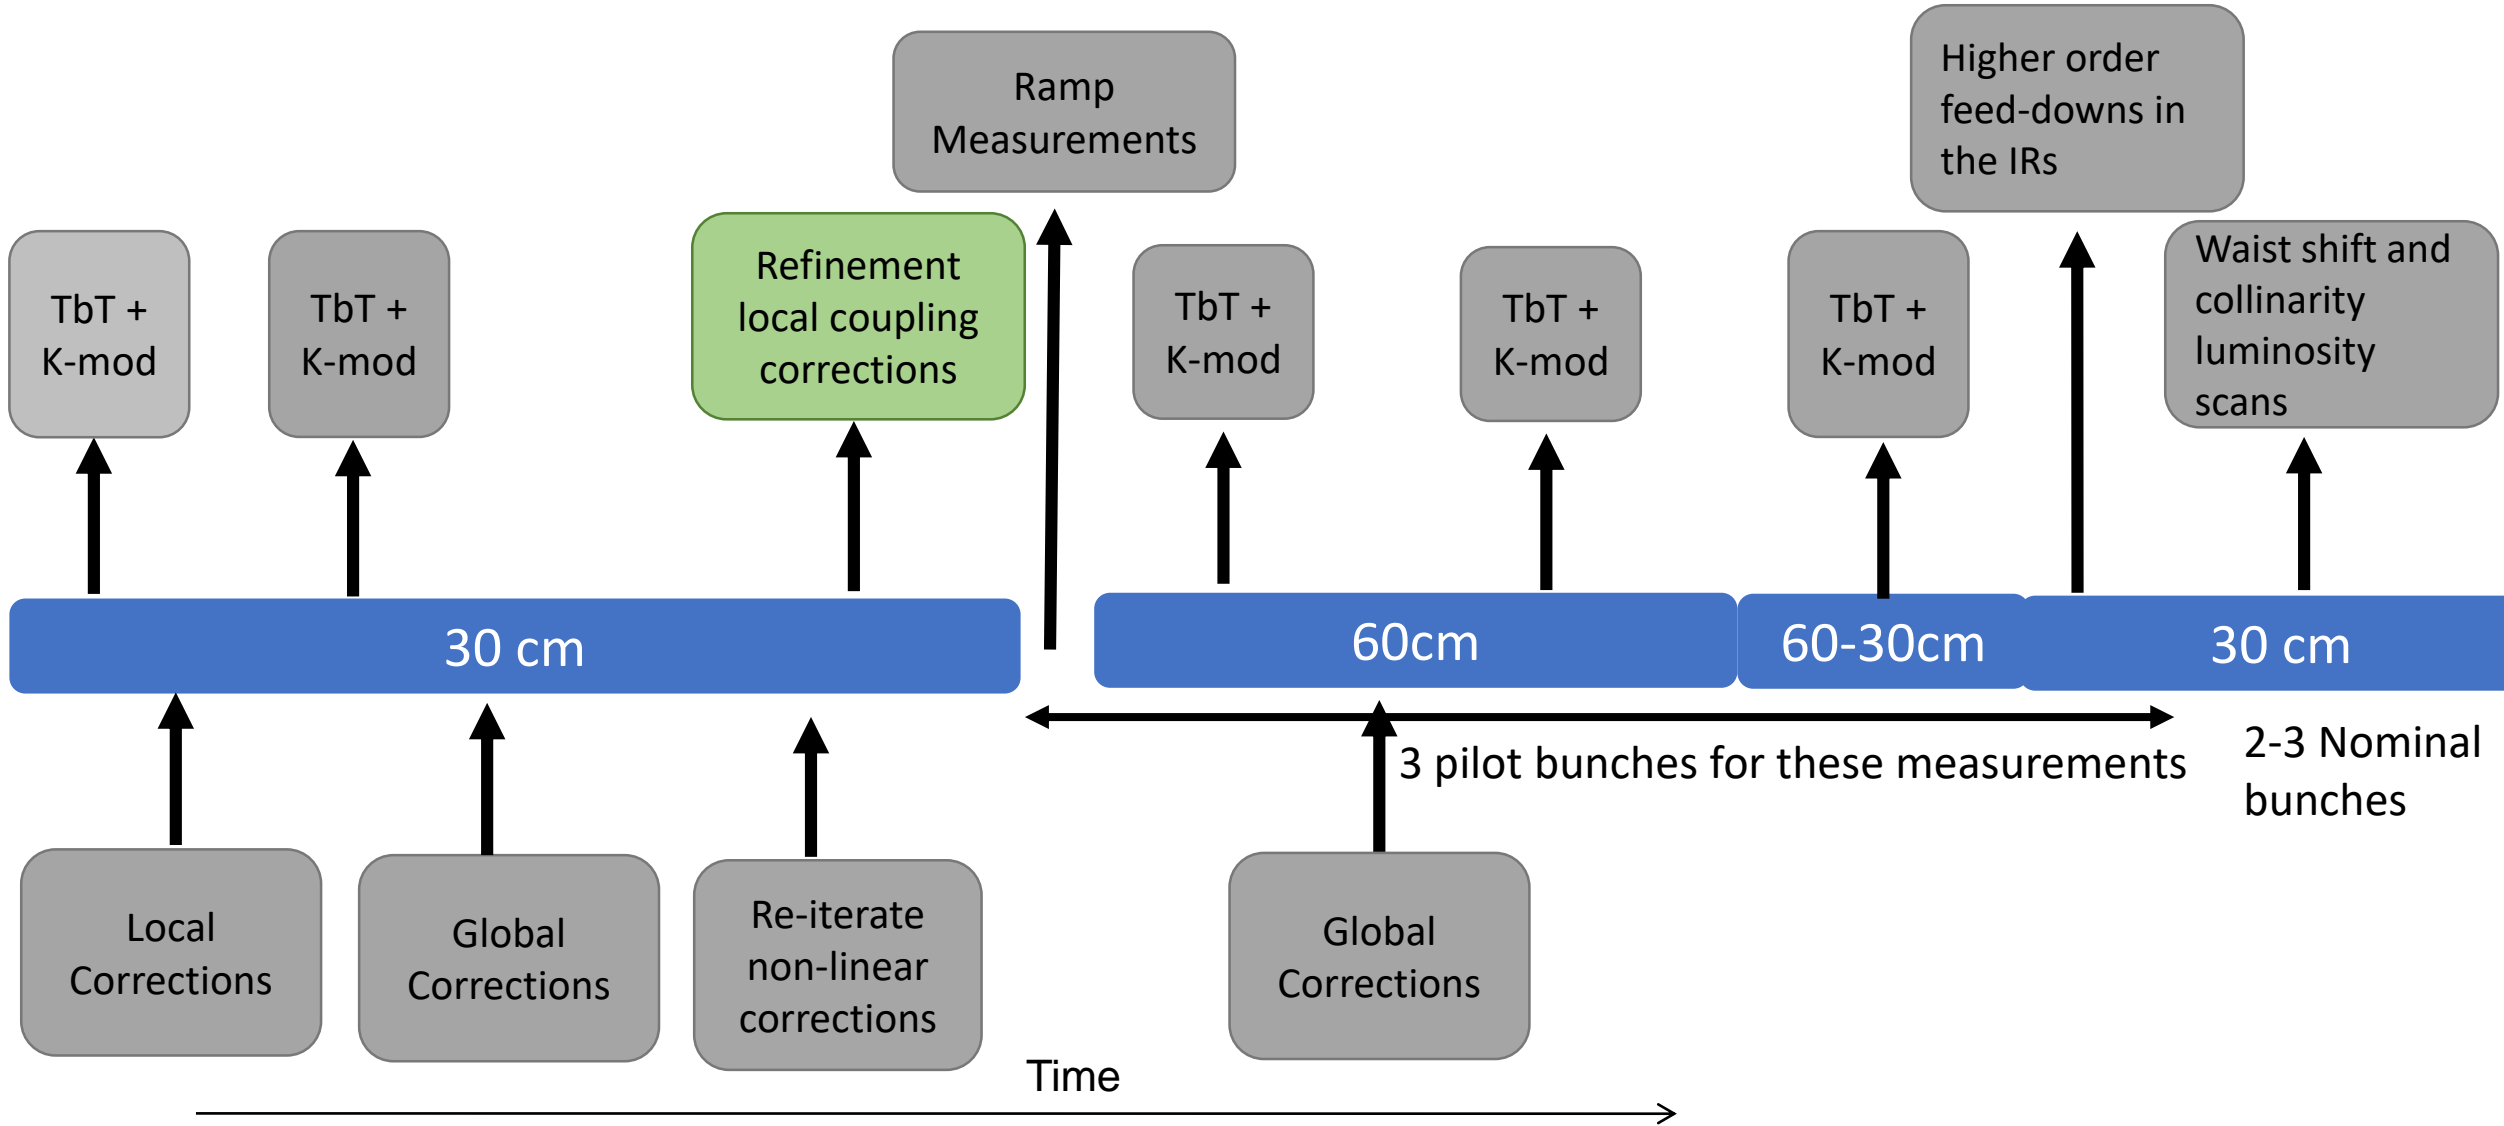 Ramp
Measurements
Higher order
feed-downs in
the IRs
TbT +
K-mod
TbT +
K-mod
Refinement
local coupling
corrections
TbT +
K-mod
TbT +
K-mod
TbT +
K-mod
Waist shift and
collinarity
luminosity
scans
30 cm
60cm
60-30cm
30 cm
3 pilot bunches for these measurements
2-3 Nominal
bunches
Local
Corrections
Global
Corrections
Re-iterate
non-linear
corrections
Global
Corrections
Time